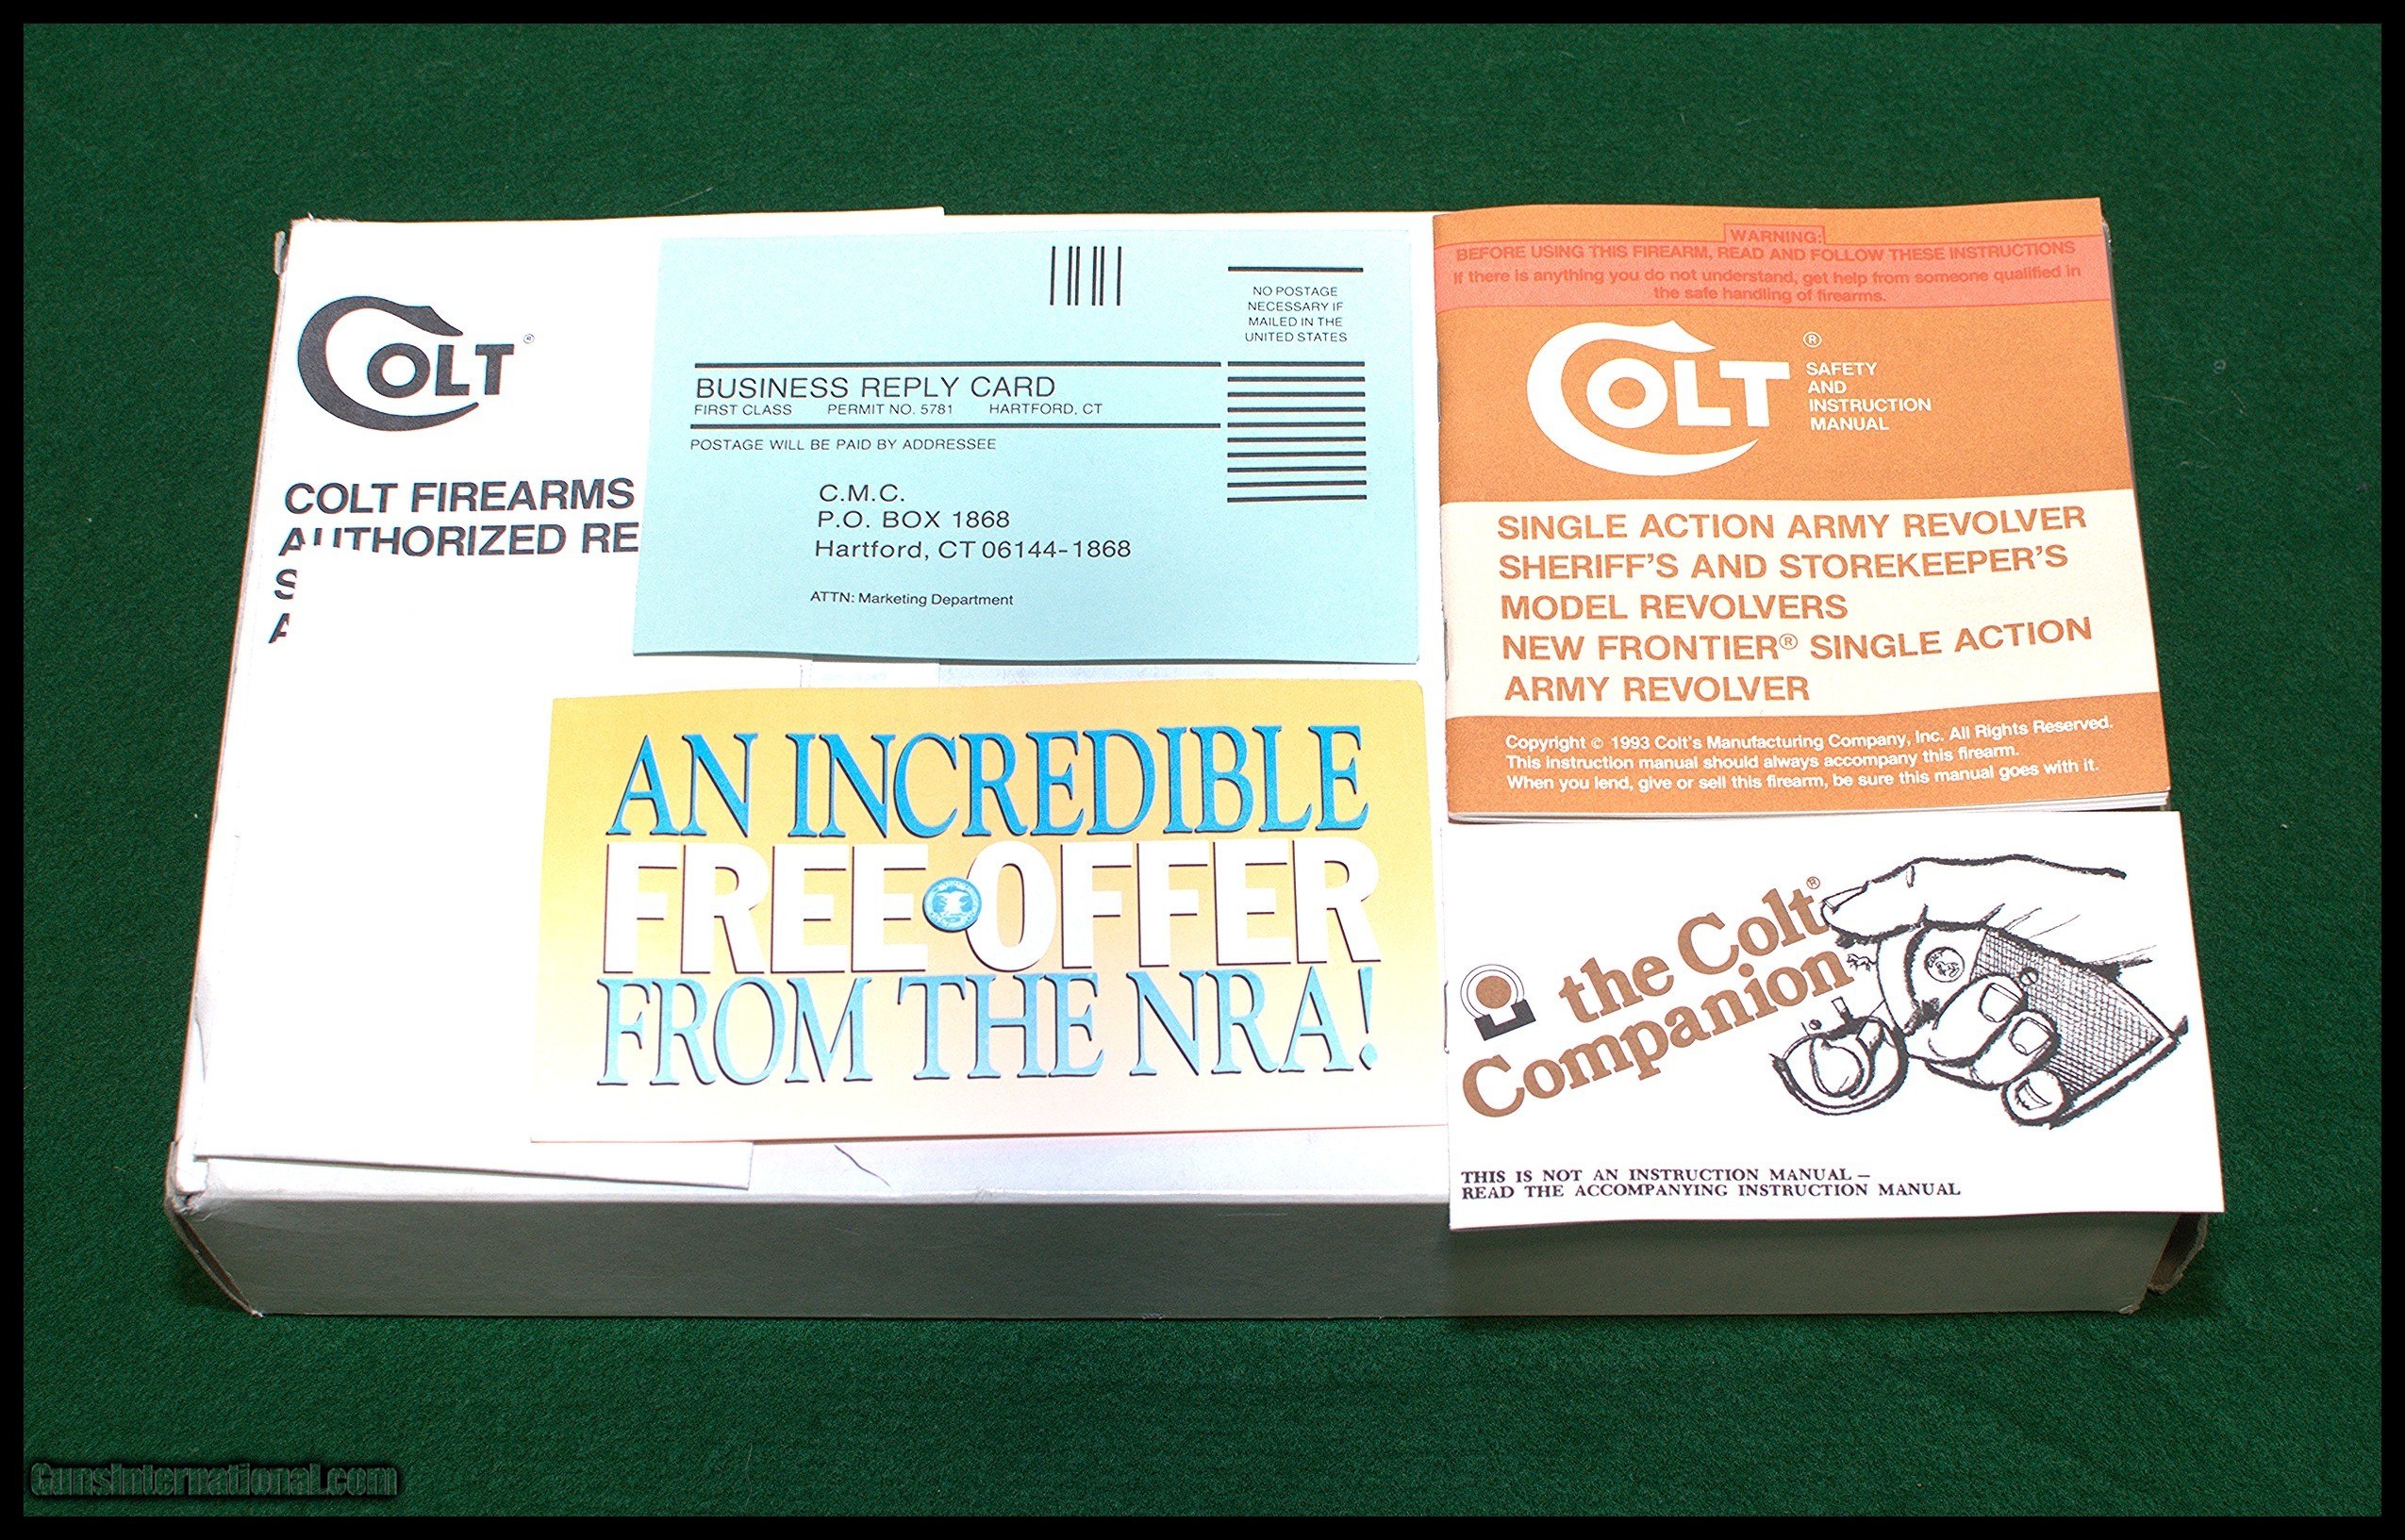 COLT ®
COLT FIREARMS
AUTHORIZED RE
S
A
NO POSTAGE
NECESSARY IF
MAILED IN THE
UNITED STATES
BUSINESS REPLY CARD
FIRST CLASS PERMIT NO. 5781 HARTFORD, CT
POSTAGE WILL BE PAID BY ADDRESSEE
C.M.C.
P.O. BOX 1868
Hartford, CT 06144-1868
ATTN: Marketing Department
AN INCREDIBLE
FREE OFFER
FROM THE NRA!
WARNING:
BEFORE USING THIS FIREARM, READ AND FOLLOW THESE INSTRUCTIONS
If there is anything you do not understand, get help from someone qualified in
the safe handling of firearms.
COLT ®
SAFETY
AND
INSTRUCTION
MANUAL
SINGLE ACTION ARMY REVOLVER
SHERIFF'S AND STOREKEEPER'S
MODEL REVOLVERS
NEW FRONTIER® SINGLE ACTION
ARMY REVOLVER
Copyright © 1993 Colt's Manufacturing Company, Inc. All Rights Reserved.
This instruction manual should always accompany this firearm.
When you lend, give or sell this firearm, be sure this manual goes with it.
the Colt®
Companion
THIS IS NOT AN INSTRUCTION MANUAL —
READ THE ACCOMPANYING INSTRUCTION MANUAL
GunsInternational.com